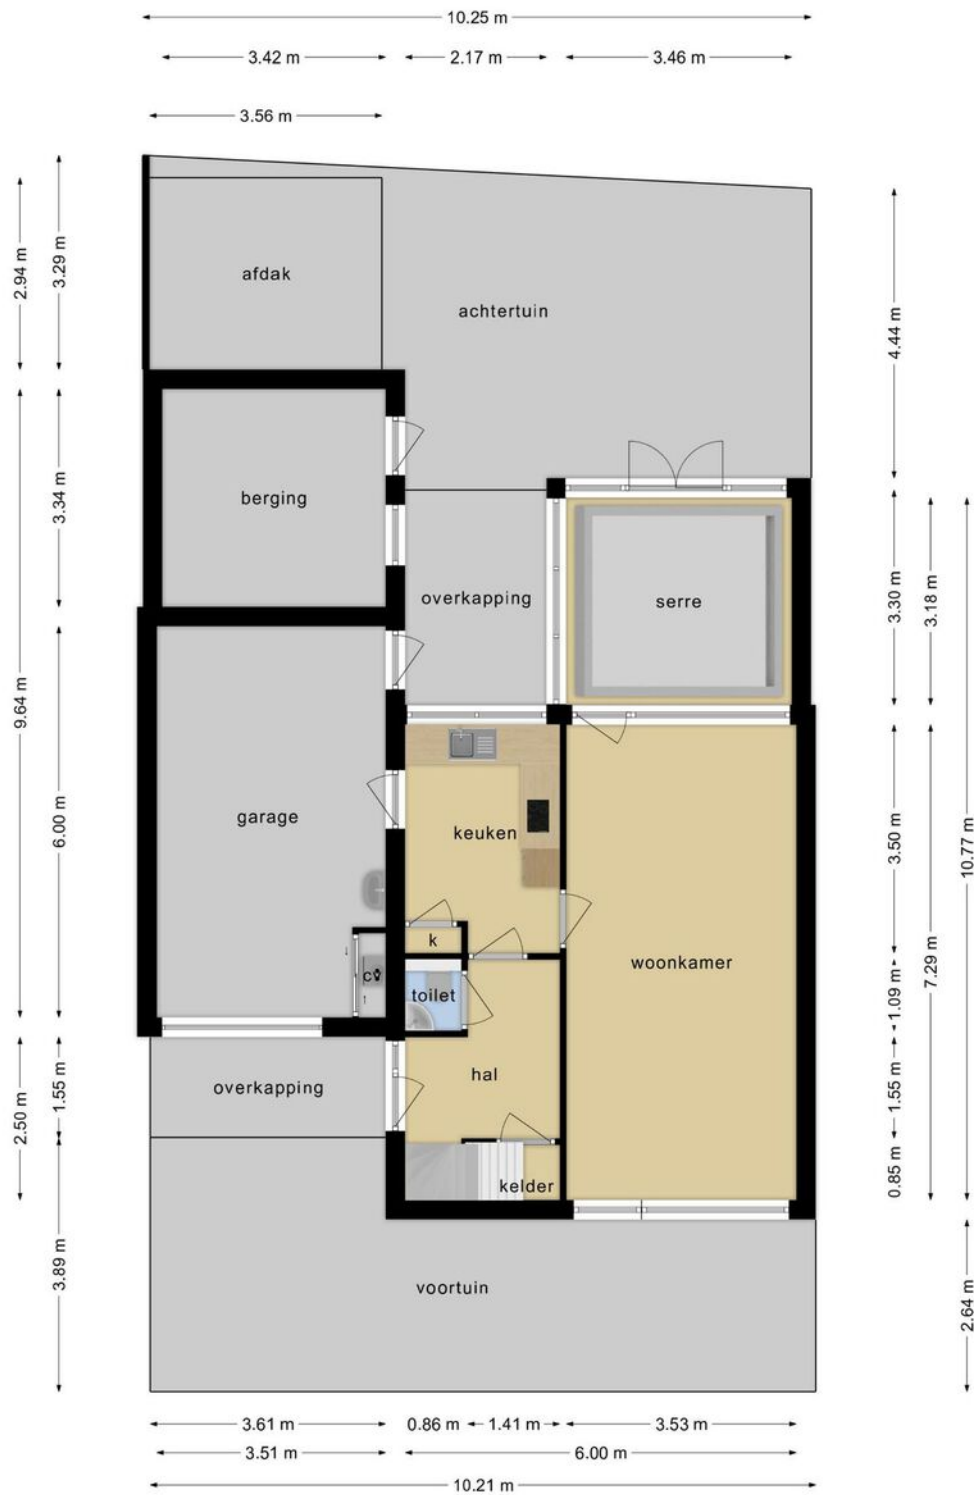 10.25 m
3.42 m
2.17 m
3.46 m
3.56 m
2.94 m
3.29 m
afdak
achtertuin
4.44 m
berging
3.34 m
overkapping
serre
3.30 m
3.18 m
9.64 m
6.00 m
garage
keuken
3.50 m
10.77 m
k
woonkamer
7.29 m
cv
toilet
1.09 m
hal
overkapping
1.55 m
2.50 m
1.55 m
0.85 m
kelder
voortuin
3.89 m
2.64 m
3.61 m
0.86 m
1.41 m
3.53 m
3.51 m
6.00 m
10.21 m